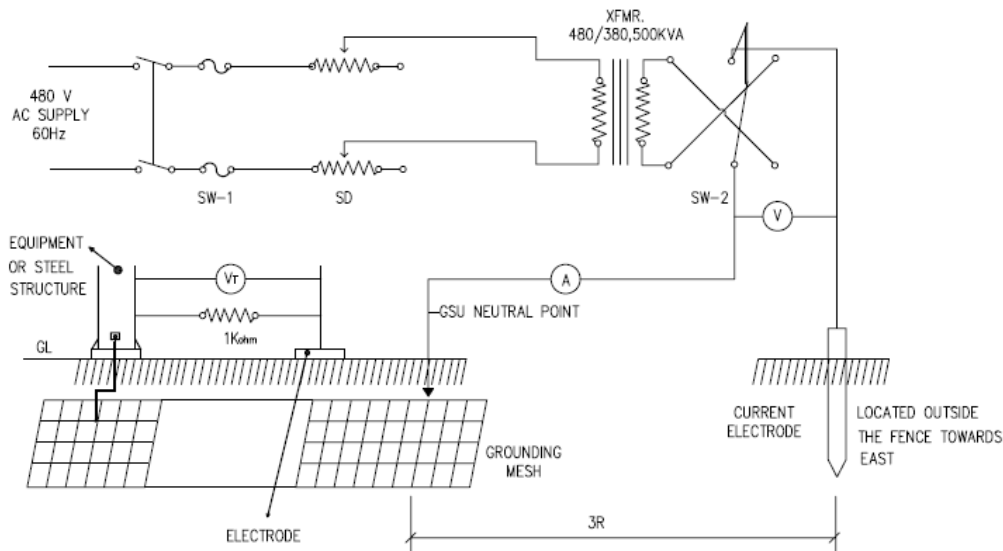 XFMR.
480/380,500KVA
480 V
AC SUPPLY
60Hz
SW-1
SD
SW-2
V
EQUIPMENT
OR STEEL
STRUCTURE
VT
A
1Kohm
GSU NEUTRAL POINT
GL
CURRENT
ELECTRODE
LOCATED OUTSIDE
THE FENCE TOWARDS
EAST
GROUNDING
MESH
ELECTRODE
3R